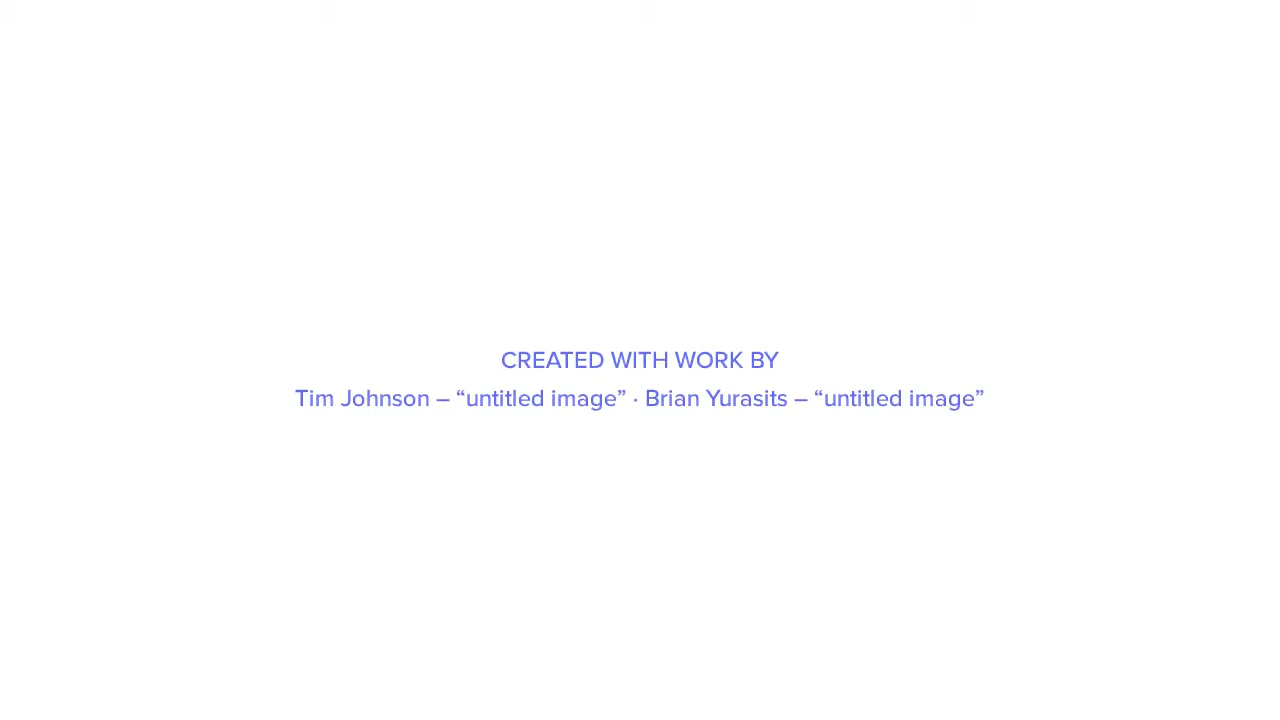 CREATED WITH WORK BY
Tim Johnson – “untitled image” · Brian Yurasits – “untitled image”